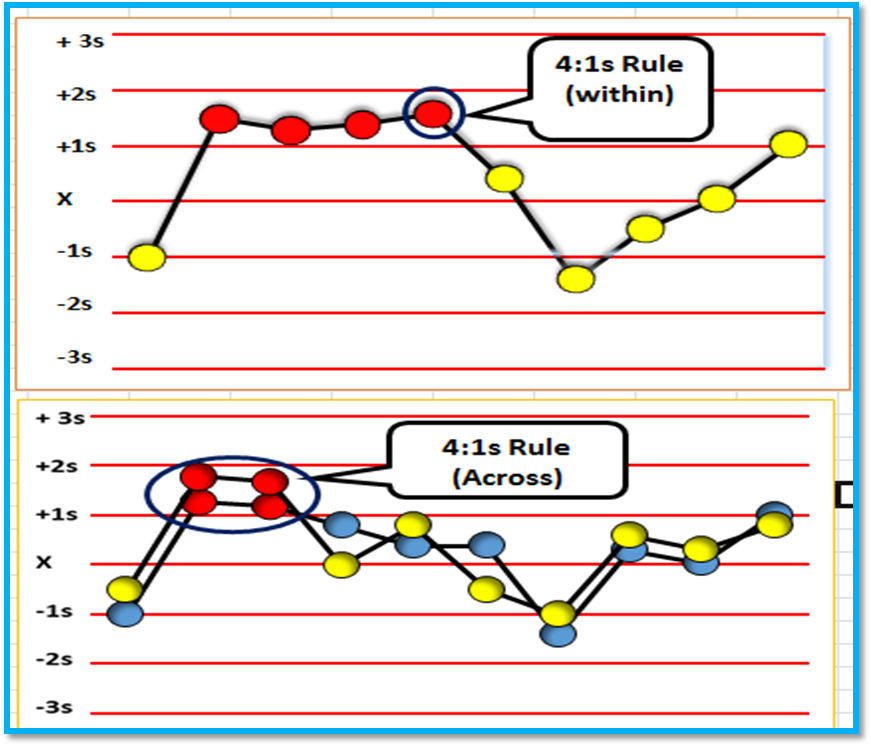 + 3s
4:1s Rule
(within)
+2s
+1s
X
-1s
-2s
-3s
+ 3s
4:1s Rule
(Across)
+2s
+1s
X
-1s
-2s
-3s